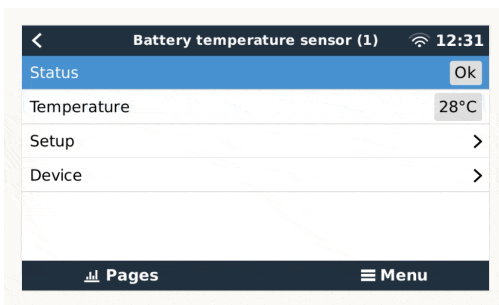 Battery temperature sensor (1) 12:31
Status Ok
Temperature 28°C
Setup
Device
Pages Menu